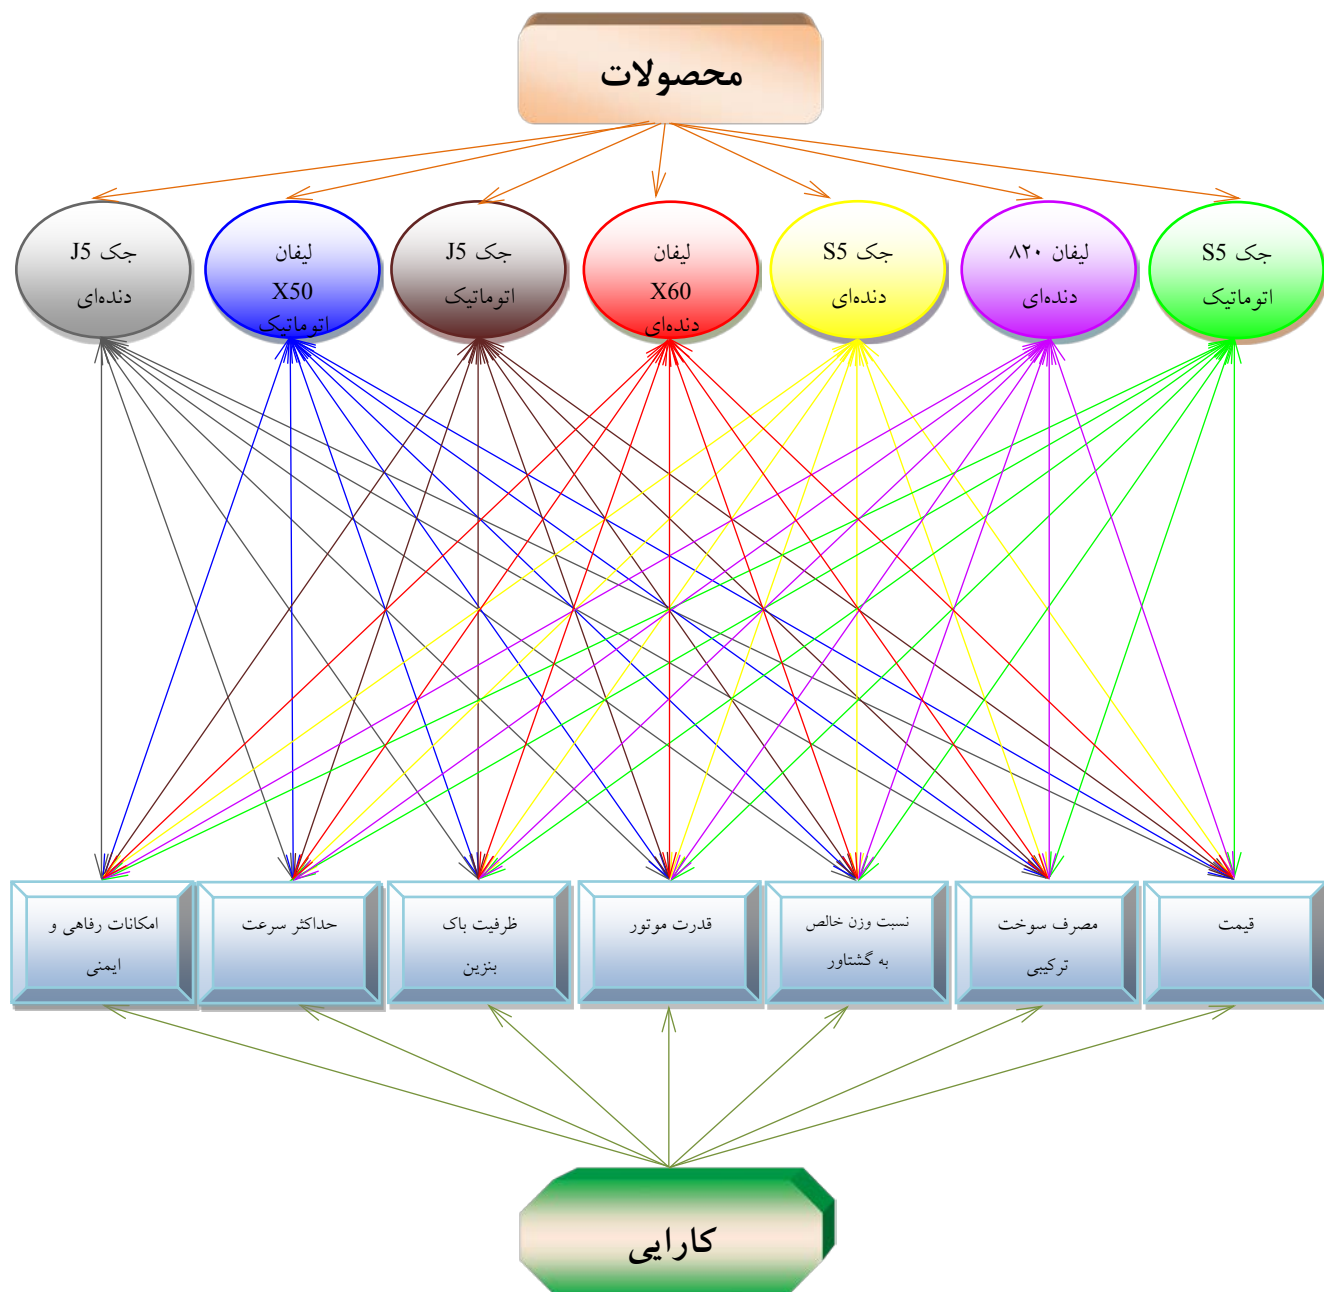 محصولات
جک S5
اتوماتیک
لیفان ۸۲۰
دنده‌ای
جک S5
دنده‌ای
لیفان
X60
دنده‌ای
جک J5
اتوماتیک
لیفان
X50
اتوماتیک
جک J5
دنده‌ای
قیمت
مصرف سوخت
ترکیبی
نسبت وزن خالص
به گشتاور
قدرت موتور
ظرفیت باک
بنزین
حداکثر سرعت
امکانات رفاهی و
ایمنی
کارایی